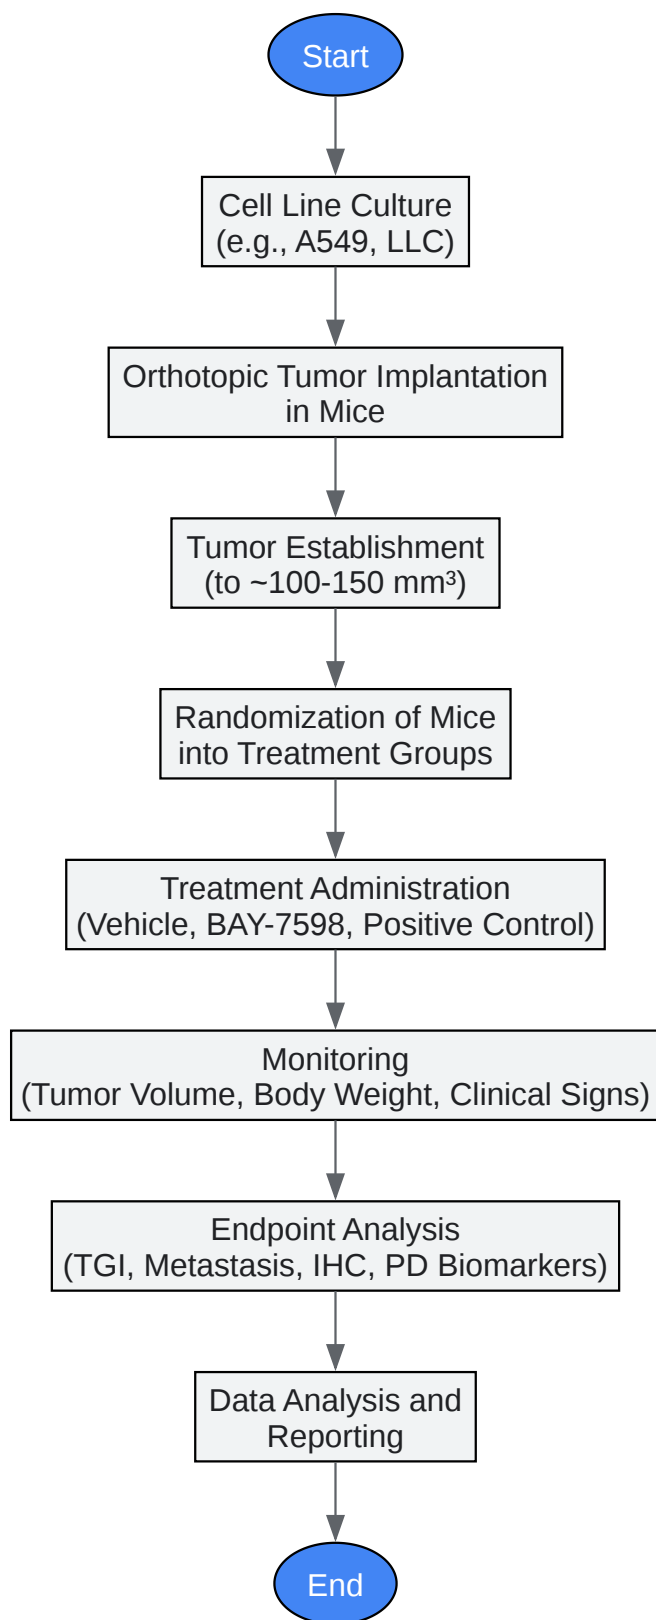 Start
Cell Line Culture
(e.g., A549, LLC)
Orthotopic Tumor Implantation
in Mice
Tumor Establishment
(to ~100-150 mm³)
Randomization of Mice
into Treatment Groups
Treatment Administration
(Vehicle, BAY-7598, Positive Control)
Monitoring
(Tumor Volume, Body Weight, Clinical Signs)
Endpoint Analysis
(TGI, Metastasis, IHC, PD Biomarkers)
Data Analysis and
Reporting
End